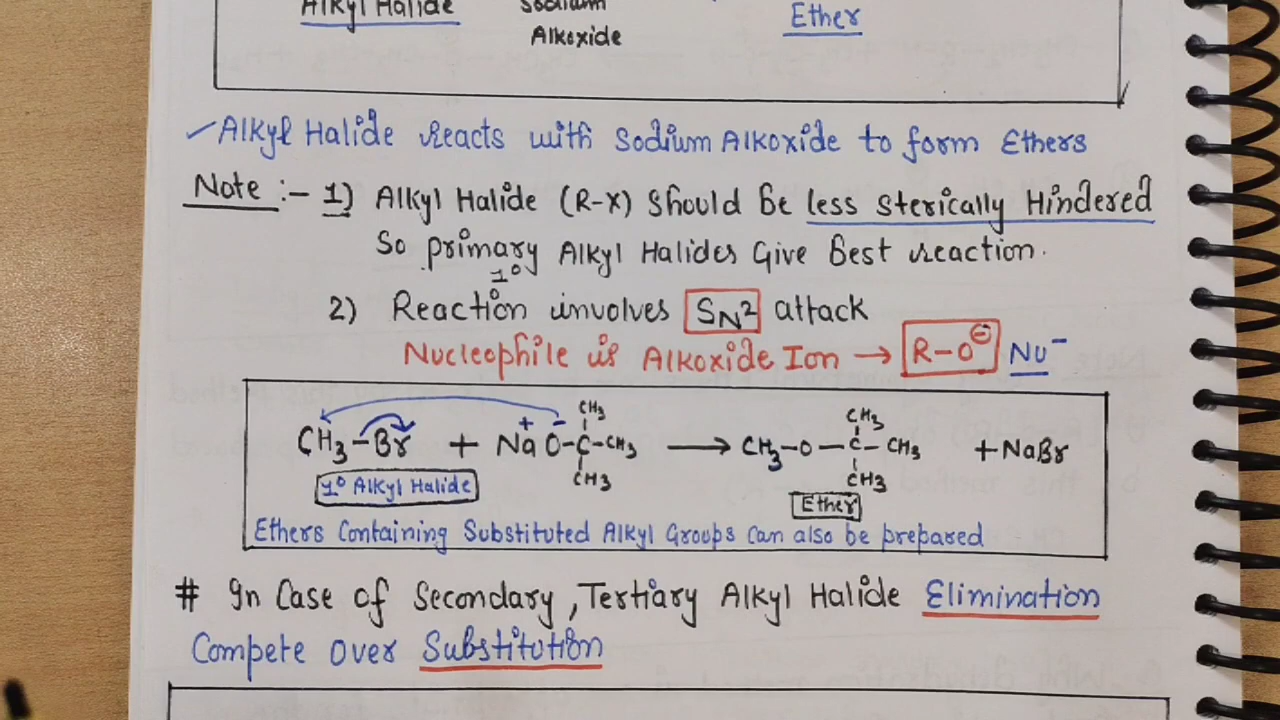 Alkyl Halide Sodium Ether
Alkoxide
✓Alkyl Halide reacts with Sodium Alkoxide to form Ethers
Note :- 1) Alkyl Halide (R-X) Should be less sterically Hindered
So primary Alkyl Halides Give Best reaction.
1°
2) Reaction involves SN2 attack
Nucleophile is Alkoxide Ion → R-O⊖ Nu⁻
CH3 CH3
CH3-Br + Na⁺ O⁻-C-CH3 → CH3-O-C-CH3 + NaBr
CH3 CH3
1° Alkyl Halide Ether
Ethers Containing Substituted Alkyl Groups Can also be prepared
# In Case of Secondary, Tertiary Alkyl Halide Elimination
Compete over Substitution